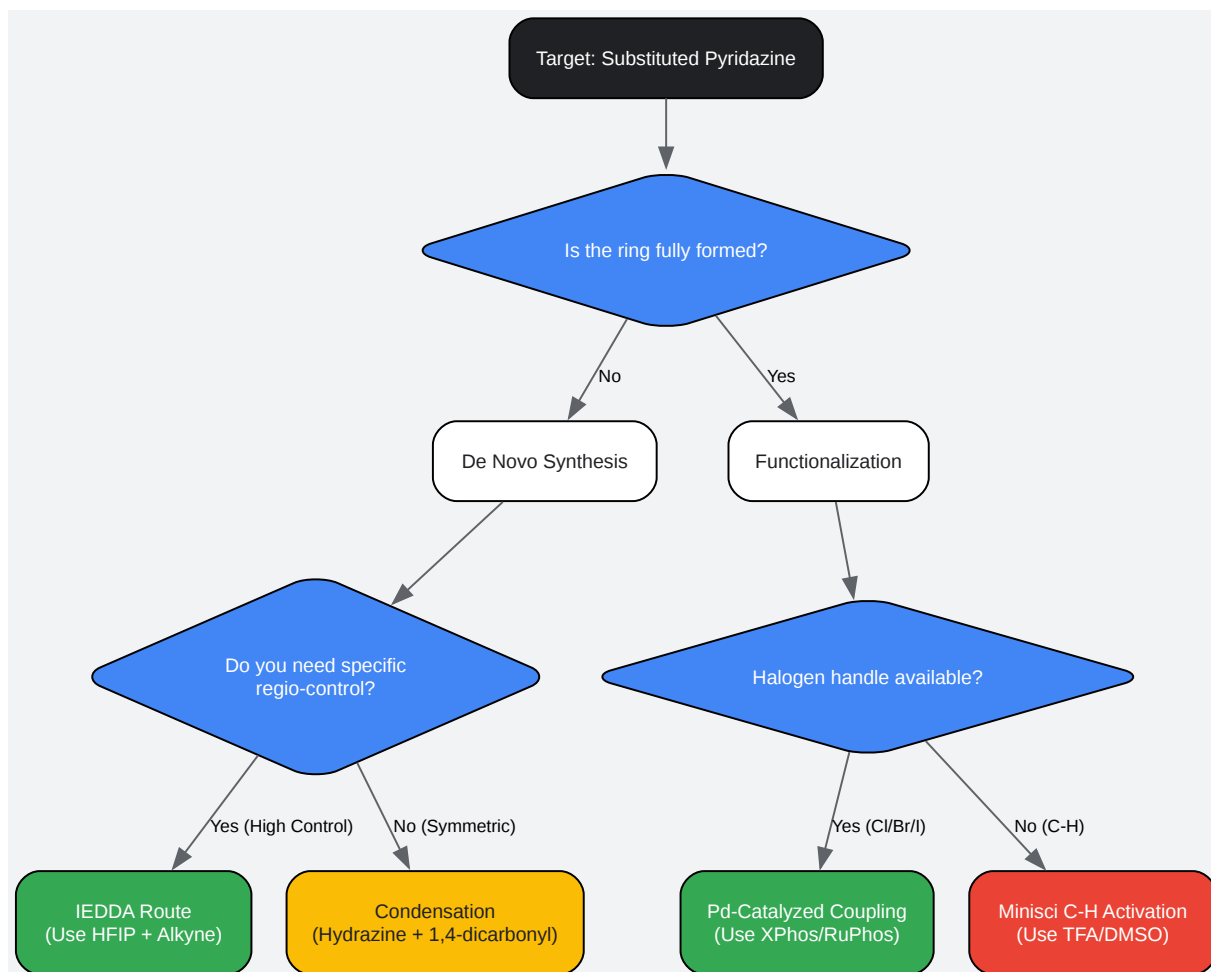 Target: Substituted Pyridazine
Is the ring fully formed?
No
Yes
De Novo Synthesis
Functionalization
Do you need specific
regio-control?
Halogen handle available?
Yes (High Control)
No (Symmetric)
Yes (Cl/Br/I)
No (C-H)
IEDDA Route
(Use HFIP + Alkyne)
Condensation
(Hydrazine + 1,4-dicarbonyl)
Pd-Catalyzed Coupling
(Use XPhos/RuPhos)
Minisci C-H Activation
(Use TFA/DMSO)